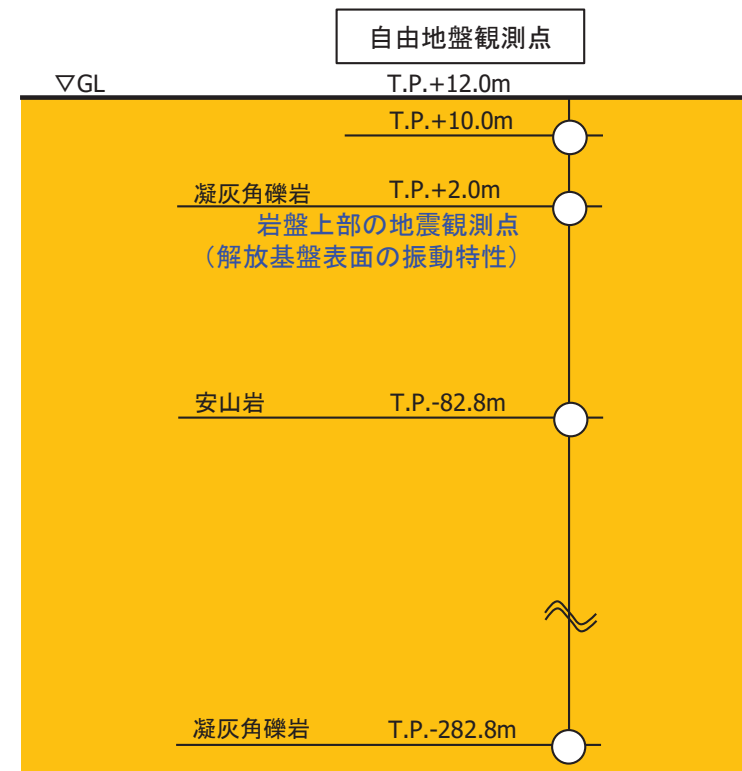 自由地盤観測点
▽GL T.P.+12.0m
T.P.+10.0m
凝灰角礫岩 T.P.+2.0m
岩盤上部の地震観測点
（解放基盤表面の振動特性）
安山岩 T.P.-82.8m
凝灰角礫岩 T.P.-282.8m